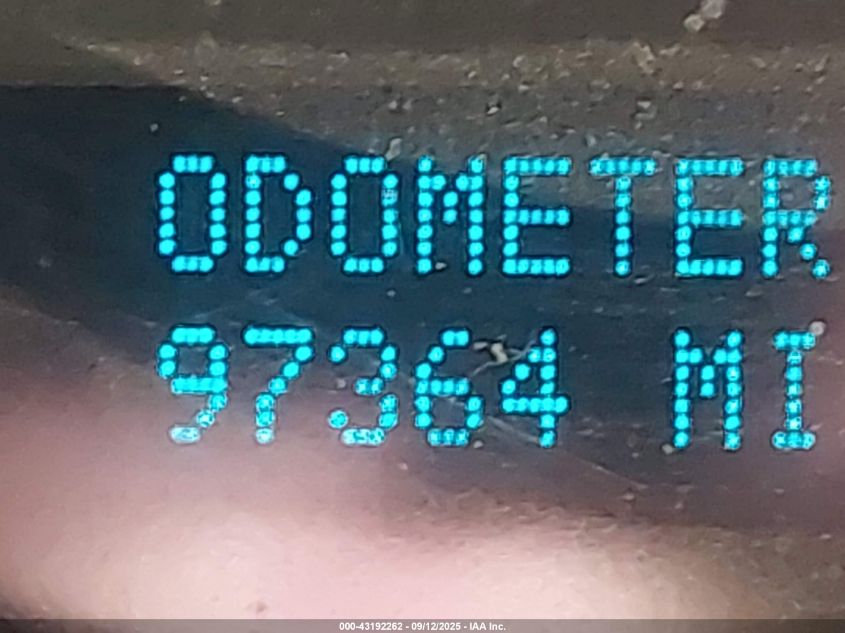 ODOMETER
97364 MI
000-43192262 - 09/12/2025 - IAA Inc.